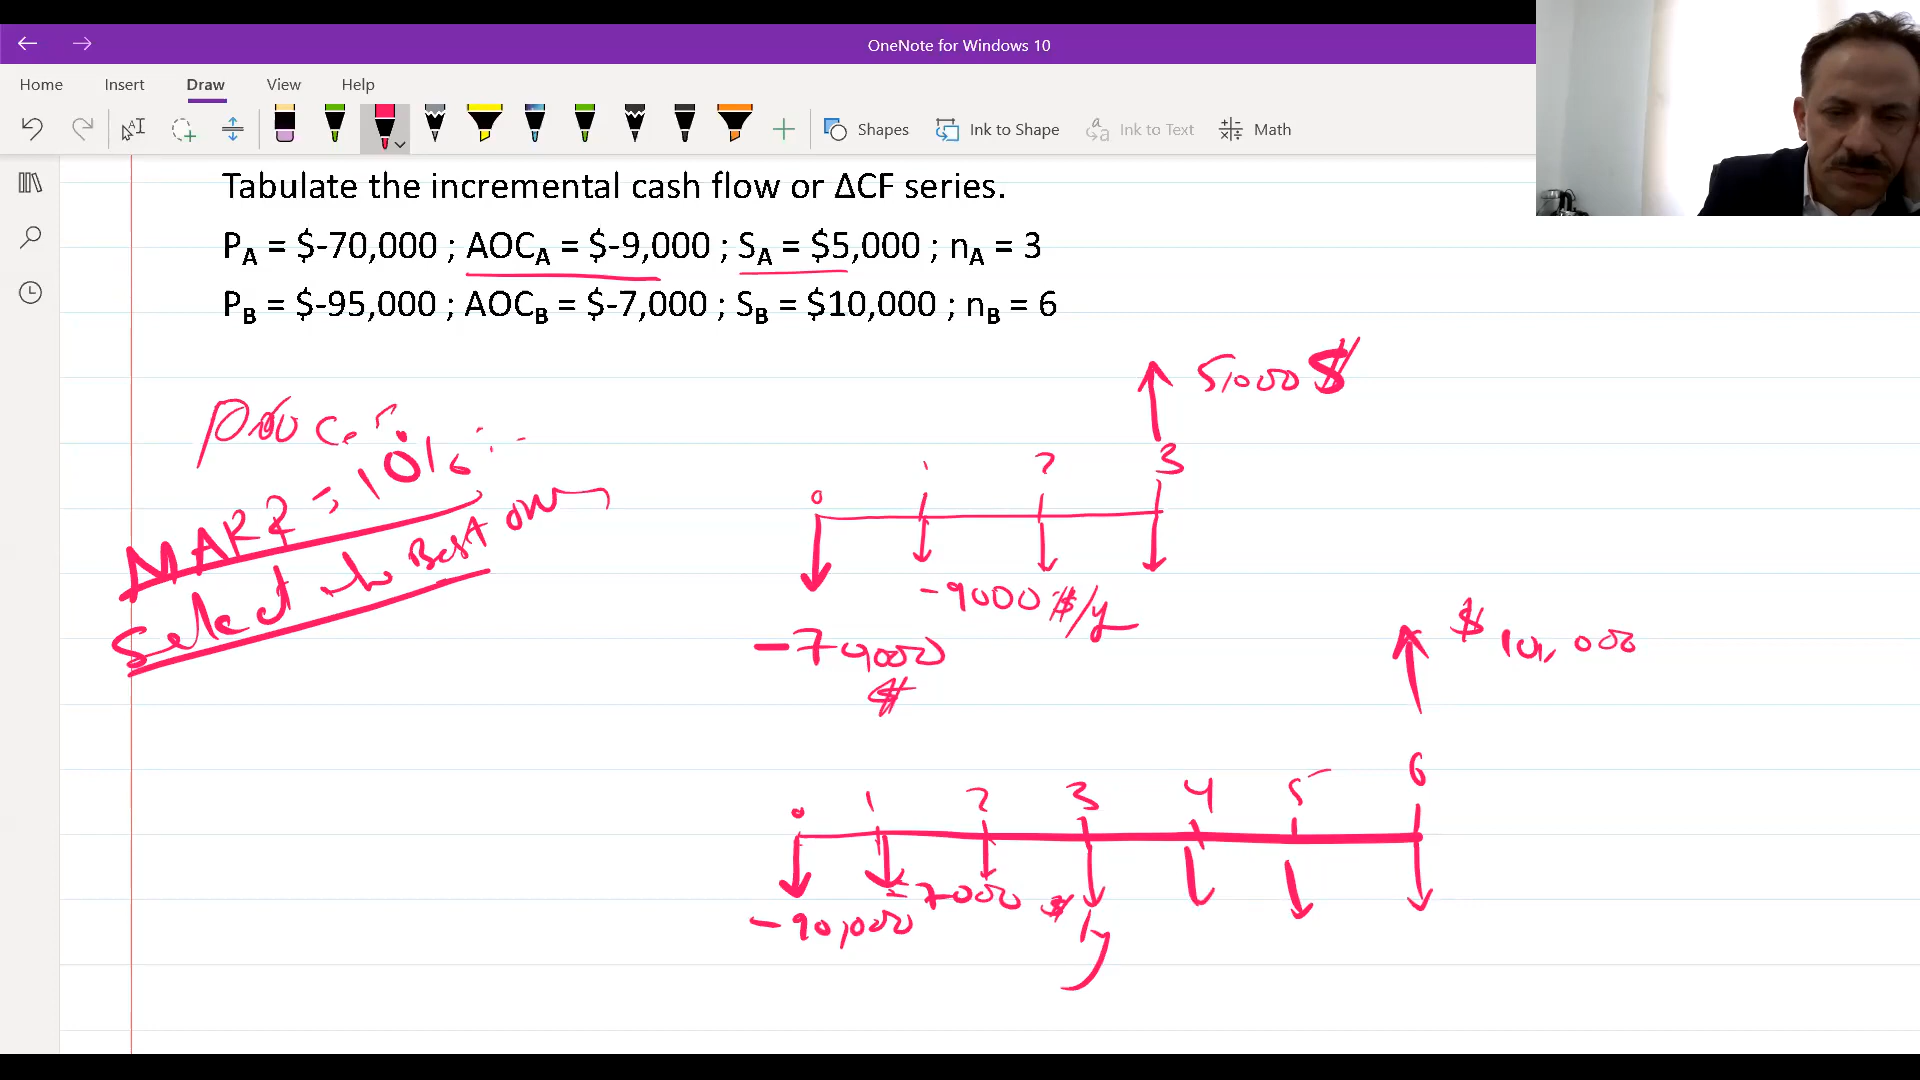 OneNote for Windows 10
Home Insert Draw View Help
Shapes Ink to Shape Ink to Text Math
Tabulate the incremental cash flow or ΔCF series.
PA = $-70,000 ; AOCA = $-9,000 ; SA = $5,000 ; nA = 3
PB = $-95,000 ; AOCB = $-7,000 ; SB = $10,000 ; nB = 6
5,000 $
MARR = 10%
Select the Best one
0 1 2 3
-9000 $/y
-70,000
$
$ 10,000
0 1 2 3 4 5 6
-7000 $/y
-90,000